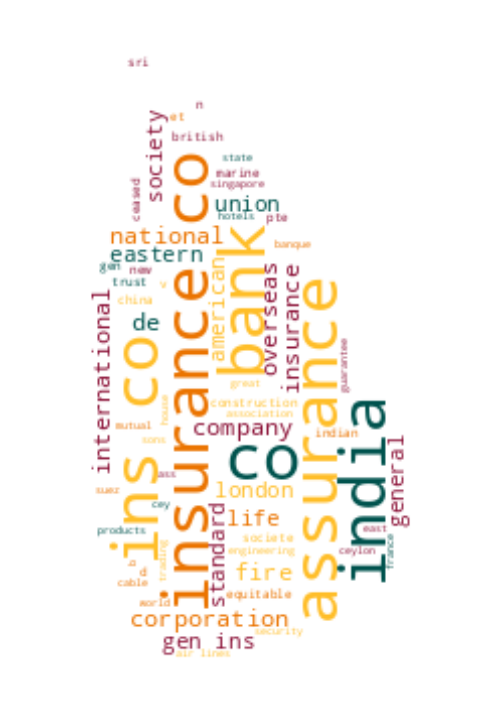 sri
n
et
society
british
state
marine
singapore
ceased
union
hotels
pte
insurance co
national
bank
banque
eastern
american
gen
new
overseas
insurance
trust
v
assurance
international
china
de
ins co
guarantee
great
india
house
construction
association
mutual
company
indian
sons
general
co
ass
suez
london
cey
standard
life
east
products
societe
france
trading
engineering
ceylon
d
fire
cable
equitable
world
corporation
security
gen ins
air lines